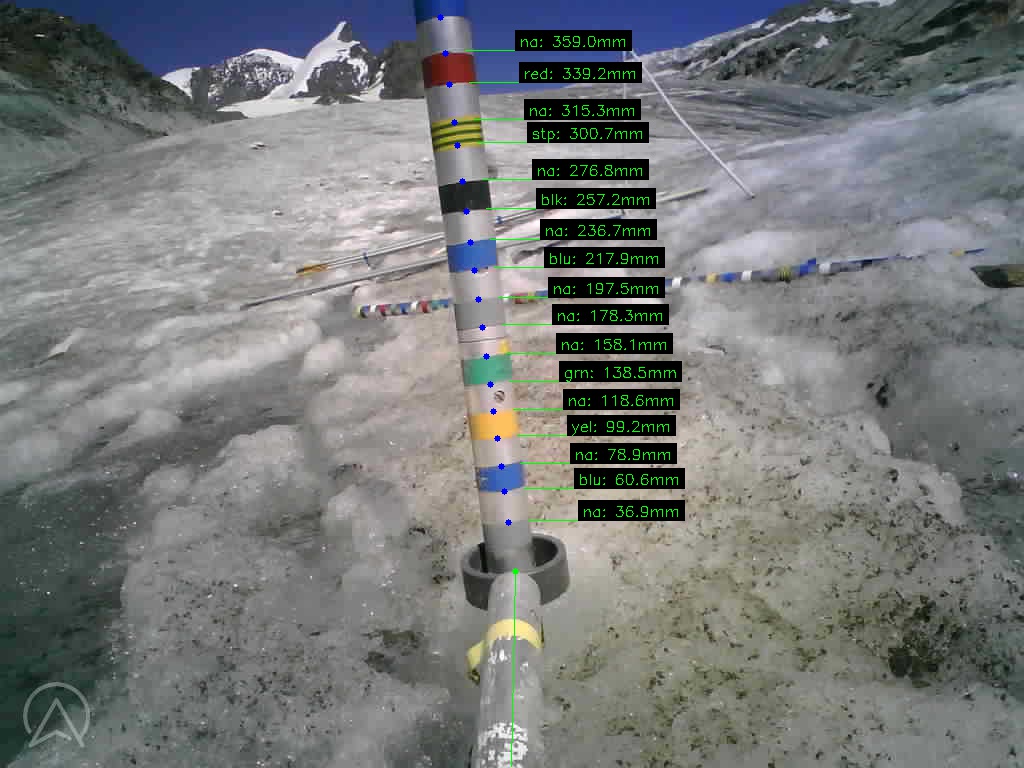 na: 359.0mm
red: 339.2mm
na: 315.3mm
stp: 300.7mm
na: 276.8mm
blk: 257.2mm
na: 236.7mm
blu: 217.9mm
na: 197.5mm
na: 178.3mm
na: 158.1mm
grn: 138.5mm
na: 118.6mm
yel: 99.2mm
na: 78.9mm
blu: 60.6mm
na: 36.9mm